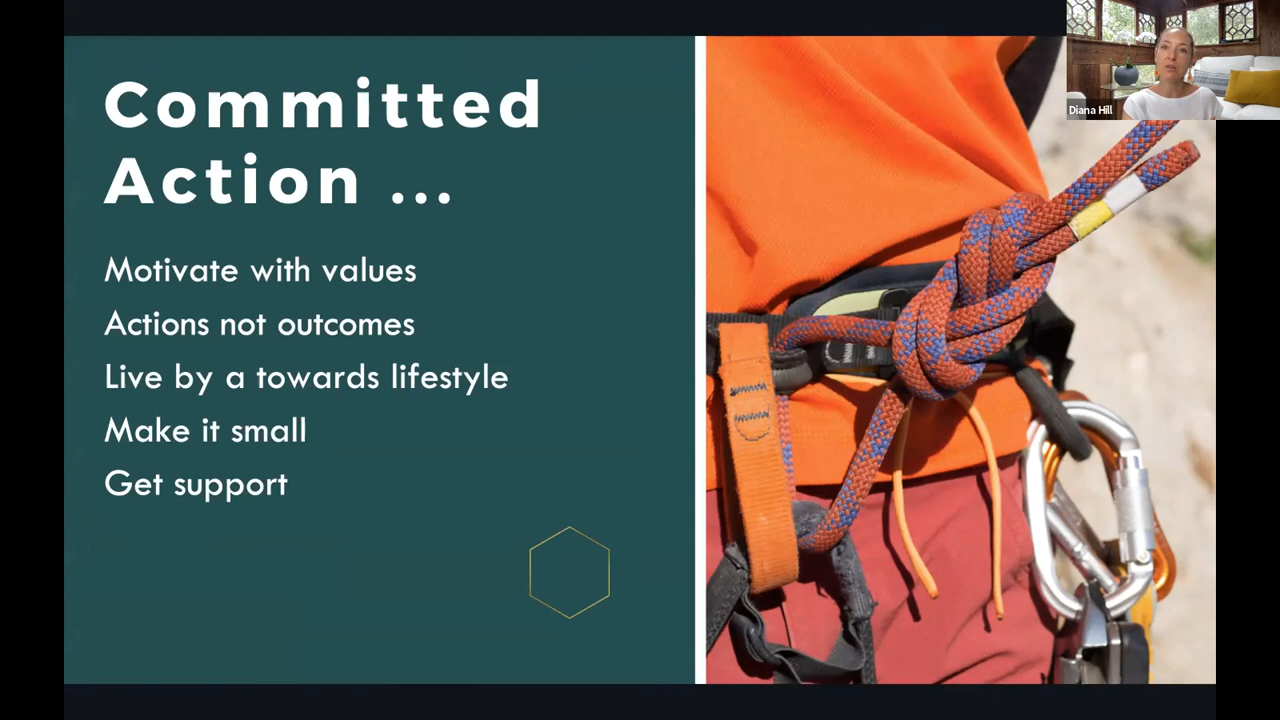 Committed
Action ...
Motivate with values
Actions not outcomes
Live by a towards lifestyle
Make it small
Get support
Diana Hill